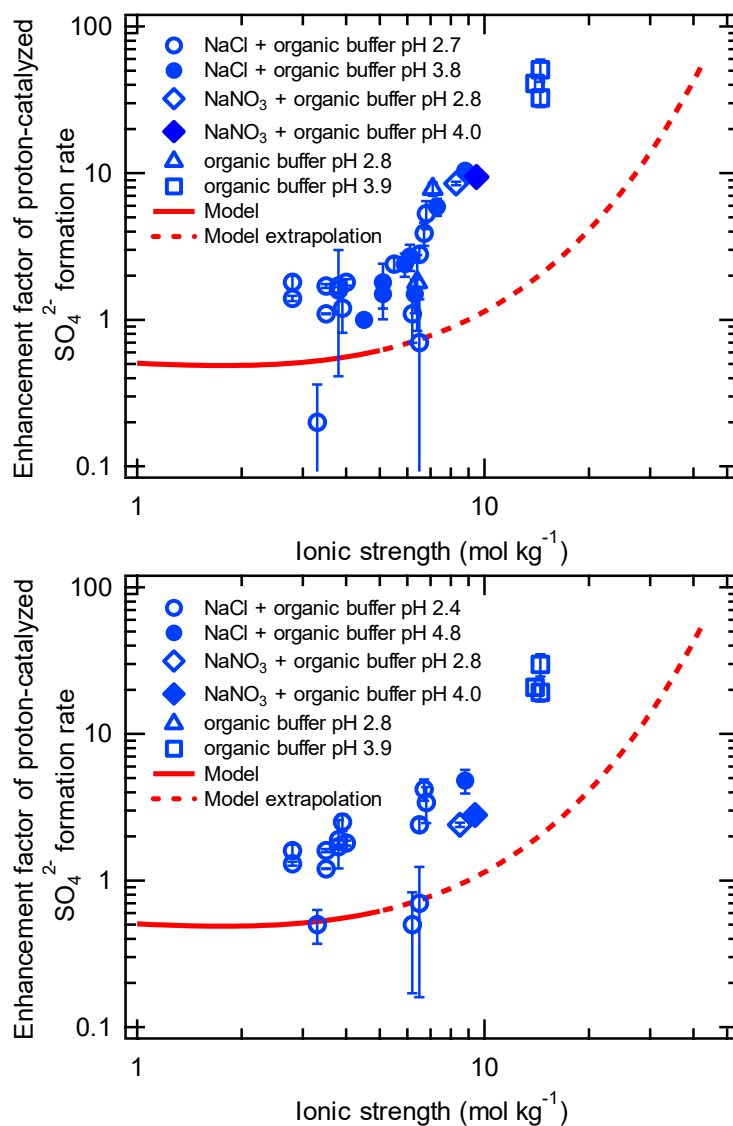 Enhancement factor of proton-catalyzed
SO₄²⁻ formation rate
100
10
1
0.1
NaCl + organic buffer pH 2.7
NaCl + organic buffer pH 3.8
NaNO₃ + organic buffer pH 2.8
NaNO₃ + organic buffer pH 4.0
organic buffer pH 2.8
organic buffer pH 3.9
Model
Model extrapolation
1
10
Ionic strength (mol kg⁻¹)
Enhancement factor of proton-catalyzed
SO₄²⁻ formation rate
100
10
1
0.1
NaCl + organic buffer pH 2.4
NaCl + organic buffer pH 4.8
NaNO₃ + organic buffer pH 2.8
NaNO₃ + organic buffer pH 4.0
organic buffer pH 2.8
organic buffer pH 3.9
Model
Model extrapolation
1
10
Ionic strength (mol kg⁻¹)